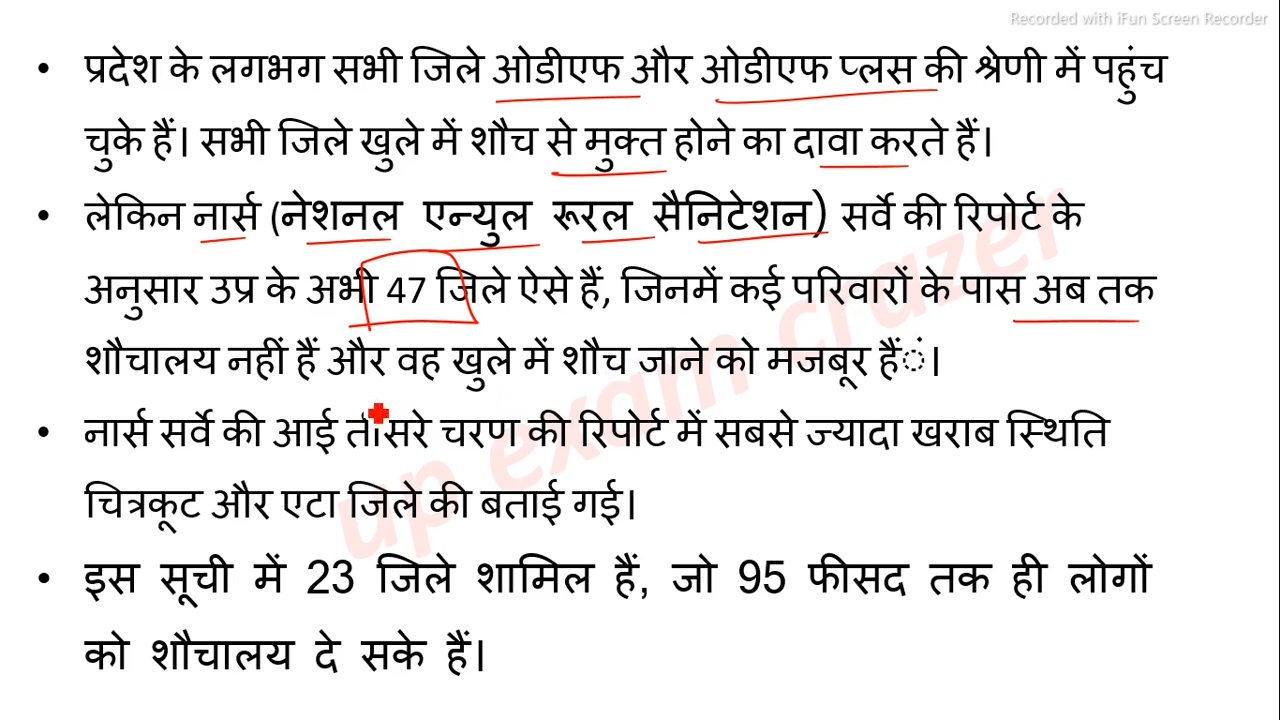 Recorded with iFun Screen Recorder
• प्रदेश के लगभग सभी जिले ओडीएफ और ओडीएफ प्लस की श्रेणी में पहुंच
चुके हैं। सभी जिले खुले में शौच से मुक्त होने का दावा करते हैं।
• लेकिन नार्स (नेशनल एन्युल रूरल सैनिटेशन) सर्वे की रिपोर्ट के
अनुसार उप्र के अभी 47 जिले ऐसे हैं, जिनमें कई परिवारों के पास अब तक
शौचालय नहीं हैं और वह खुले में शौच जाने को मजबूर हैंं।
• नार्स सर्वे की आई तीसरे चरण की रिपोर्ट में सबसे ज्यादा खराब स्थिति
चित्रकूट और एटा जिले की बताई गई।
• इस सूची में 23 जिले शामिल हैं, जो 95 फीसद तक ही लोगों
को शौचालय दे सके हैं।
up exam crazer